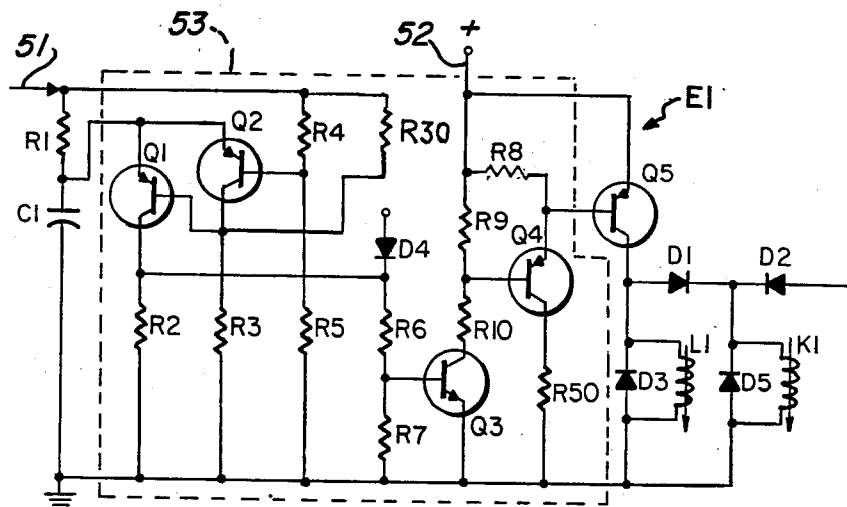 51
53
52
+
E1
R1
Q1
Q2
R4
R30
R8
Q5
C1
D4
R9
Q4
D1
D2
R2
R3
R5
R6
R10
L1
K1
D3
D5
R7
Q3
R50